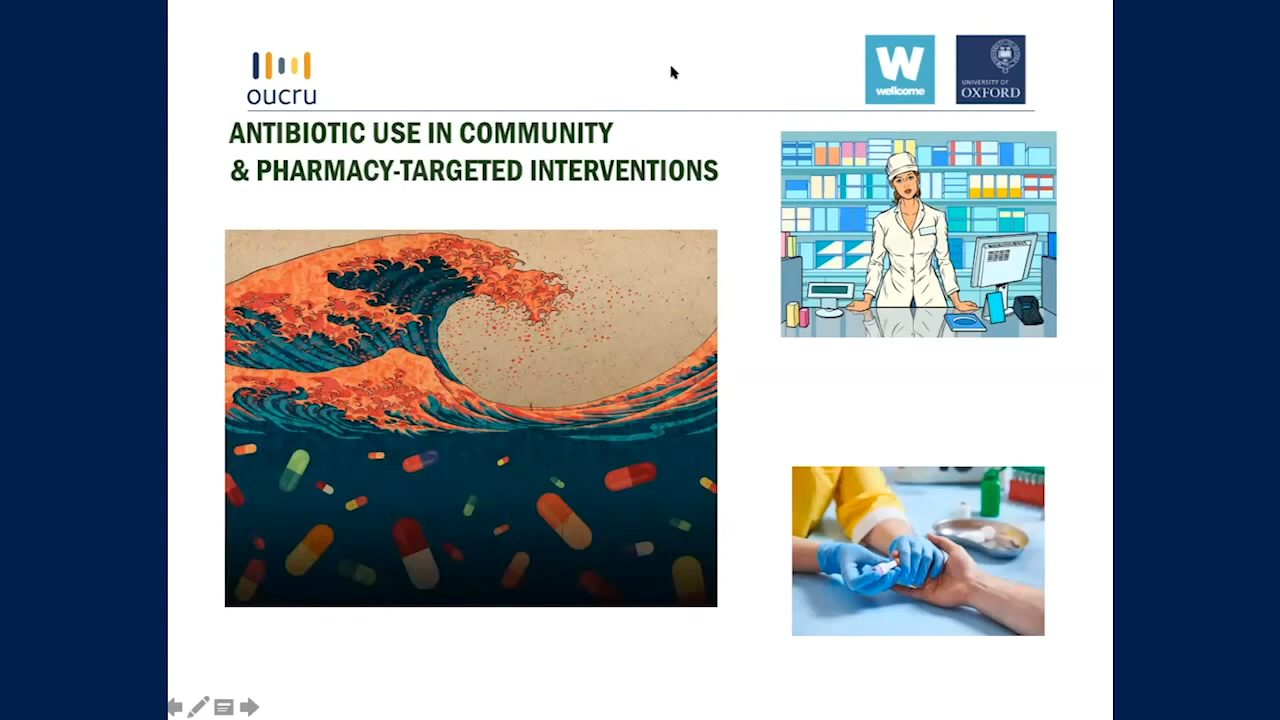 oucru
W
wellcome
UNIVERSITY OF
OXFORD
ANTIBIOTIC USE IN COMMUNITY
& PHARMACY-TARGETED INTERVENTIONS